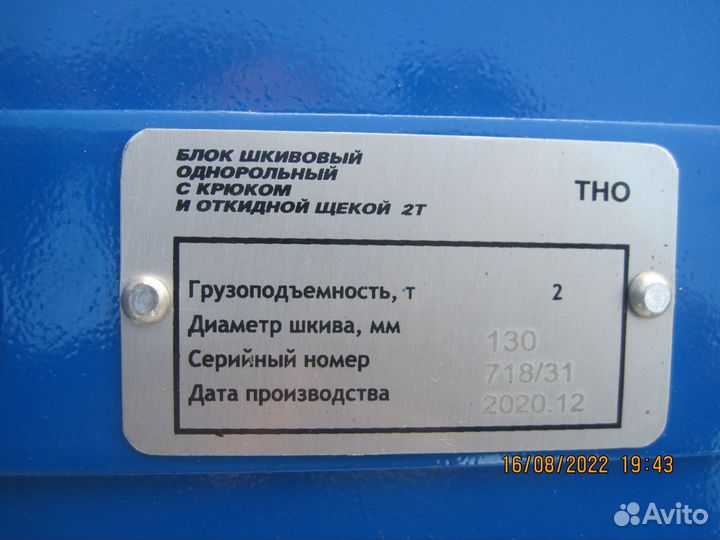 БЛОК ШКИВОВЫЙ
ОДНОРОЛЬНЫЙ
С КРЮКОМ
И ОТКИДНОЙ ЩЕКОЙ 2Т
ТНО
Грузоподъемность, т 2
Диаметр шкива, мм 130
Серийный номер 718/31
Дата производства 2020.12
16/08/2022 19:43
Avito